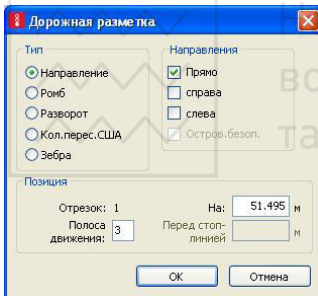 Дорожная разметка
Тип
Направление
Ромб
Разворот
Кол.перес.США
Зебра
Направления
Прямо
справа
слева
Остров.безоп.
Позиция
Отрезок: 1
На: 51.495 м
Полоса движения: 3
Перед стоп-линией м
OK
Отмена